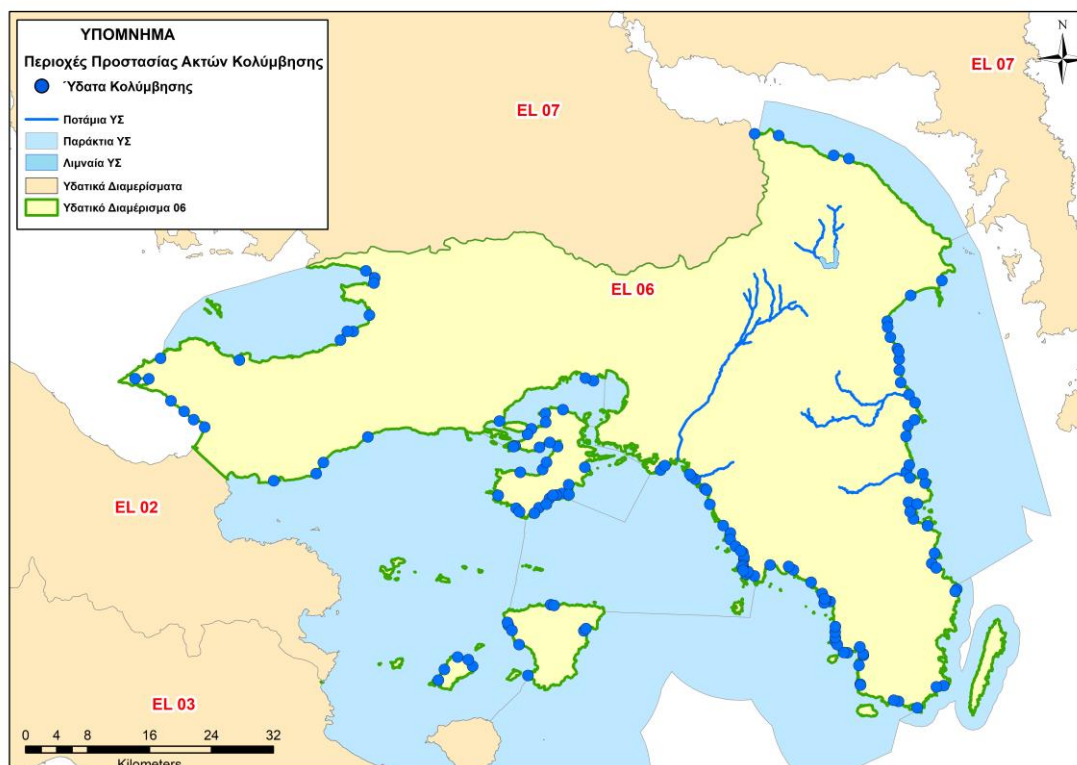 ΥΠΟΜΝΗΜΑ
Περιοχές Προστασίας Ακτών Κολύμβησης
Ύδατα Κολύμβησης
Ποτάμια ΥΣ
Παράκτια ΥΣ
Λιμναία ΥΣ
Υδατικά Διαμερίσματα
Υδατικό Διαμέρισμα 06
N
EL 07
EL 07
EL 06
EL 02
EL 03
0 4 8 16 24 32
Kilometers